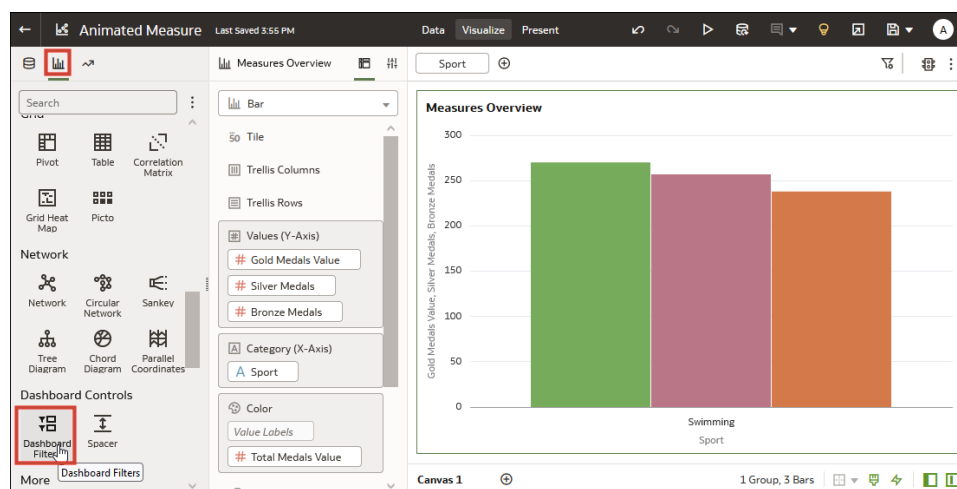 Animated Measure Last Saved 3:55 PM Data Visualize Present A
Measures Overview
Sport
Search
Grid
Pivot
Table
Correlation
Matrix
Grid Heat
Map
Picto
Network
Network
Circular
Network
Sankey
Tree
Diagram
Chord
Diagram
Parallel
Coordinates
Dashboard Controls
Dashboard
Filters
Spacer
Dashboard Filters
More
Bar
50 Tile
Trellis Columns
Trellis Rows
# Values (Y-Axis)
# Gold Medals Value
# Silver Medals
# Bronze Medals
A Category (X-Axis)
A Sport
Color
Value Labels
# Total Medals Value
Measures Overview
Gold Medals Value, Silver Medals, Bronze Medals
300
250
200
150
100
50
0
Swimming
Sport
Canvas 1
1 Group, 3 Bars